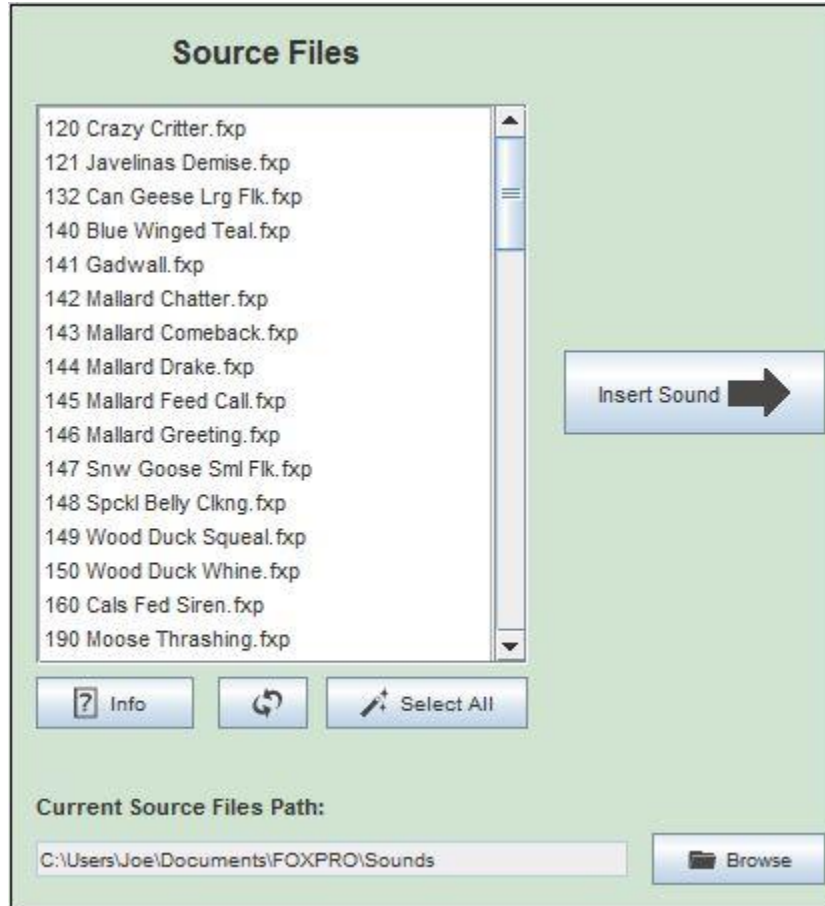 Source Files
120 Crazy Critter.fxp
121 Javelinas Demise.fxp
132 Can Geese Lrg Flk.fxp
140 Blue Winged Teal.fxp
141 Gadwall.fxp
142 Mallard Chatter.fxp
143 Mallard Comeback.fxp
144 Mallard Drake.fxp
145 Mallard Feed Call.fxp
146 Mallard Greeting.fxp
147 Snw Goose Sml Flk.fxp
148 Spckl Belly Clkng.fxp
149 Wood Duck Squeal.fxp
150 Wood Duck Whine.fxp
160 Cals Fed Siren.fxp
190 Moose Thrashing.fxp
Insert Sound
? Info
Select All
Current Source Files Path:
C:\Users\Joe\Documents\FOXPRO\Sounds
Browse